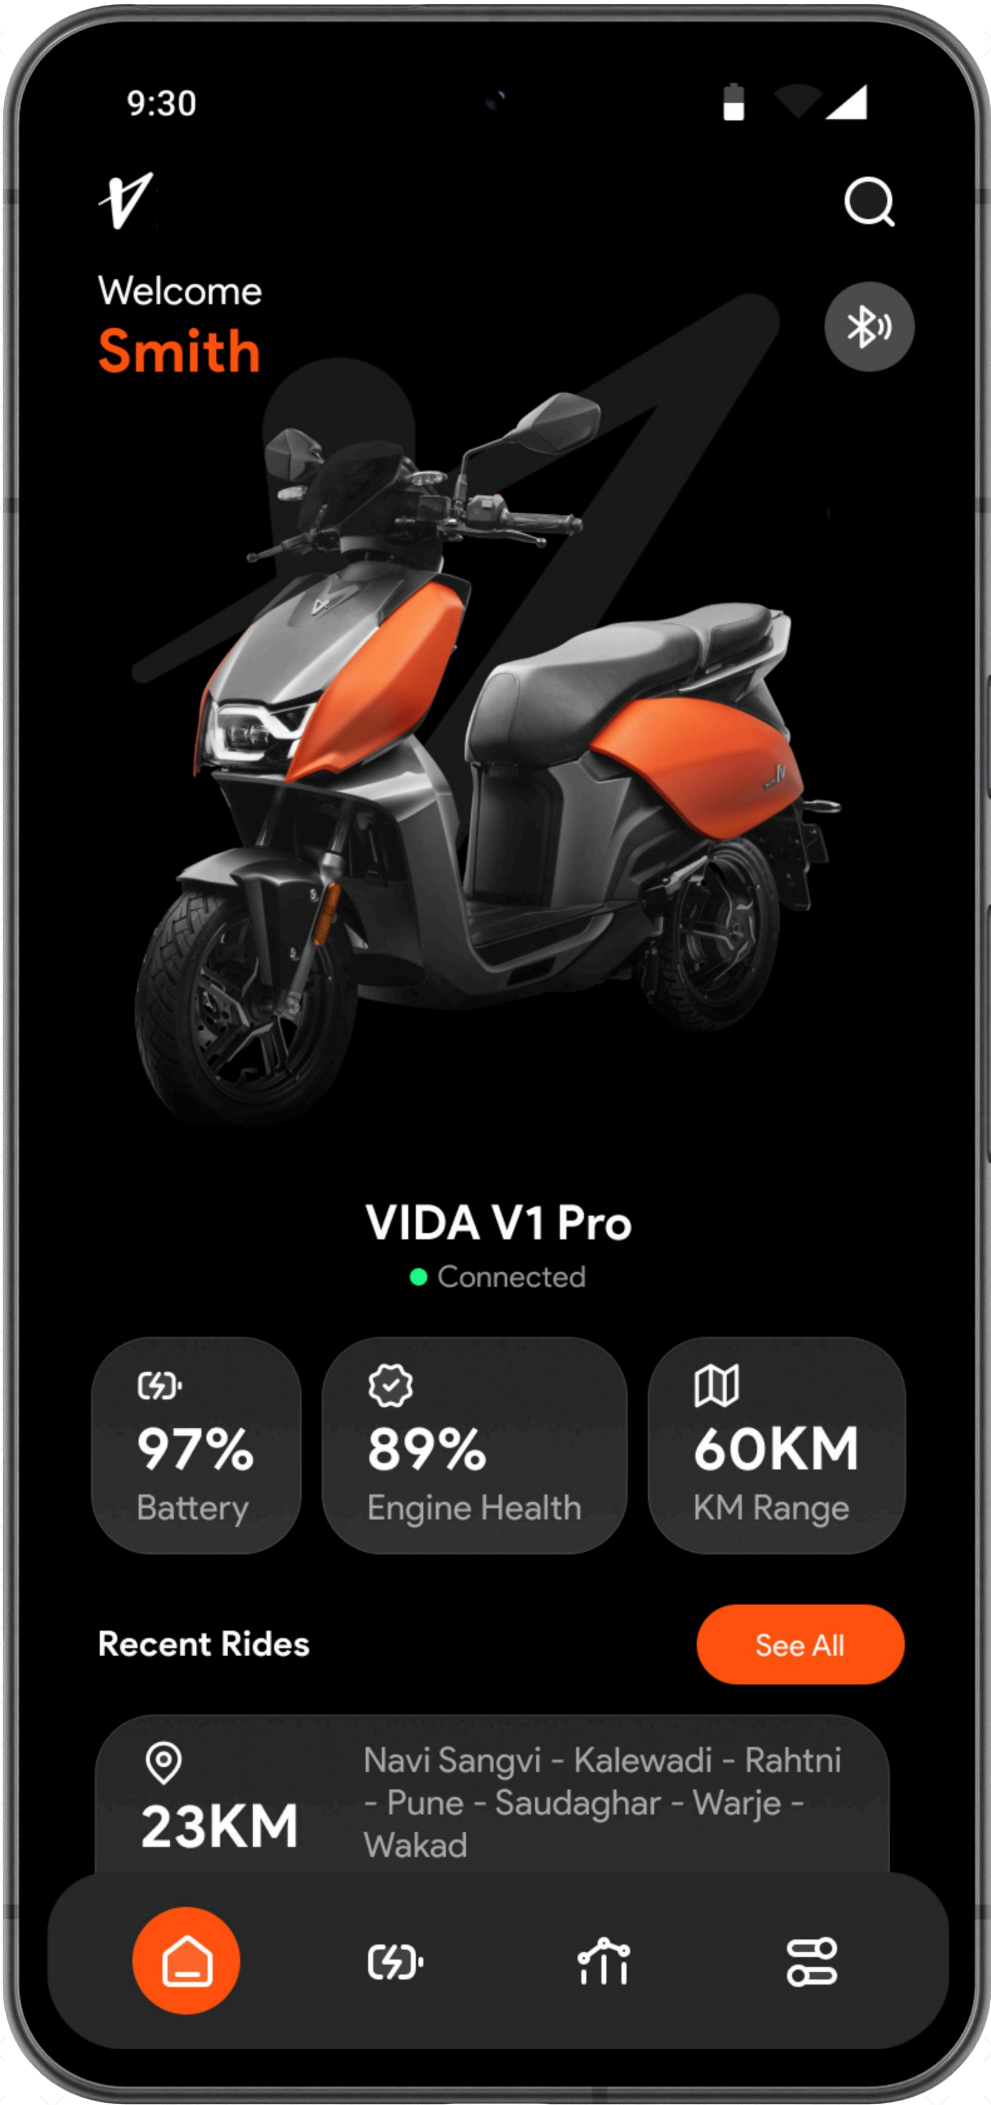 9:30
Welcome
Smith
VIDA V1 Pro
Connected
97%
Battery
89%
Engine Health
60KM
KM Range
Recent Rides
See All
23KM
Navi Sangvi - Kalewadi - Rahtni
- Pune - Saudaghar - Warje -
Wakad